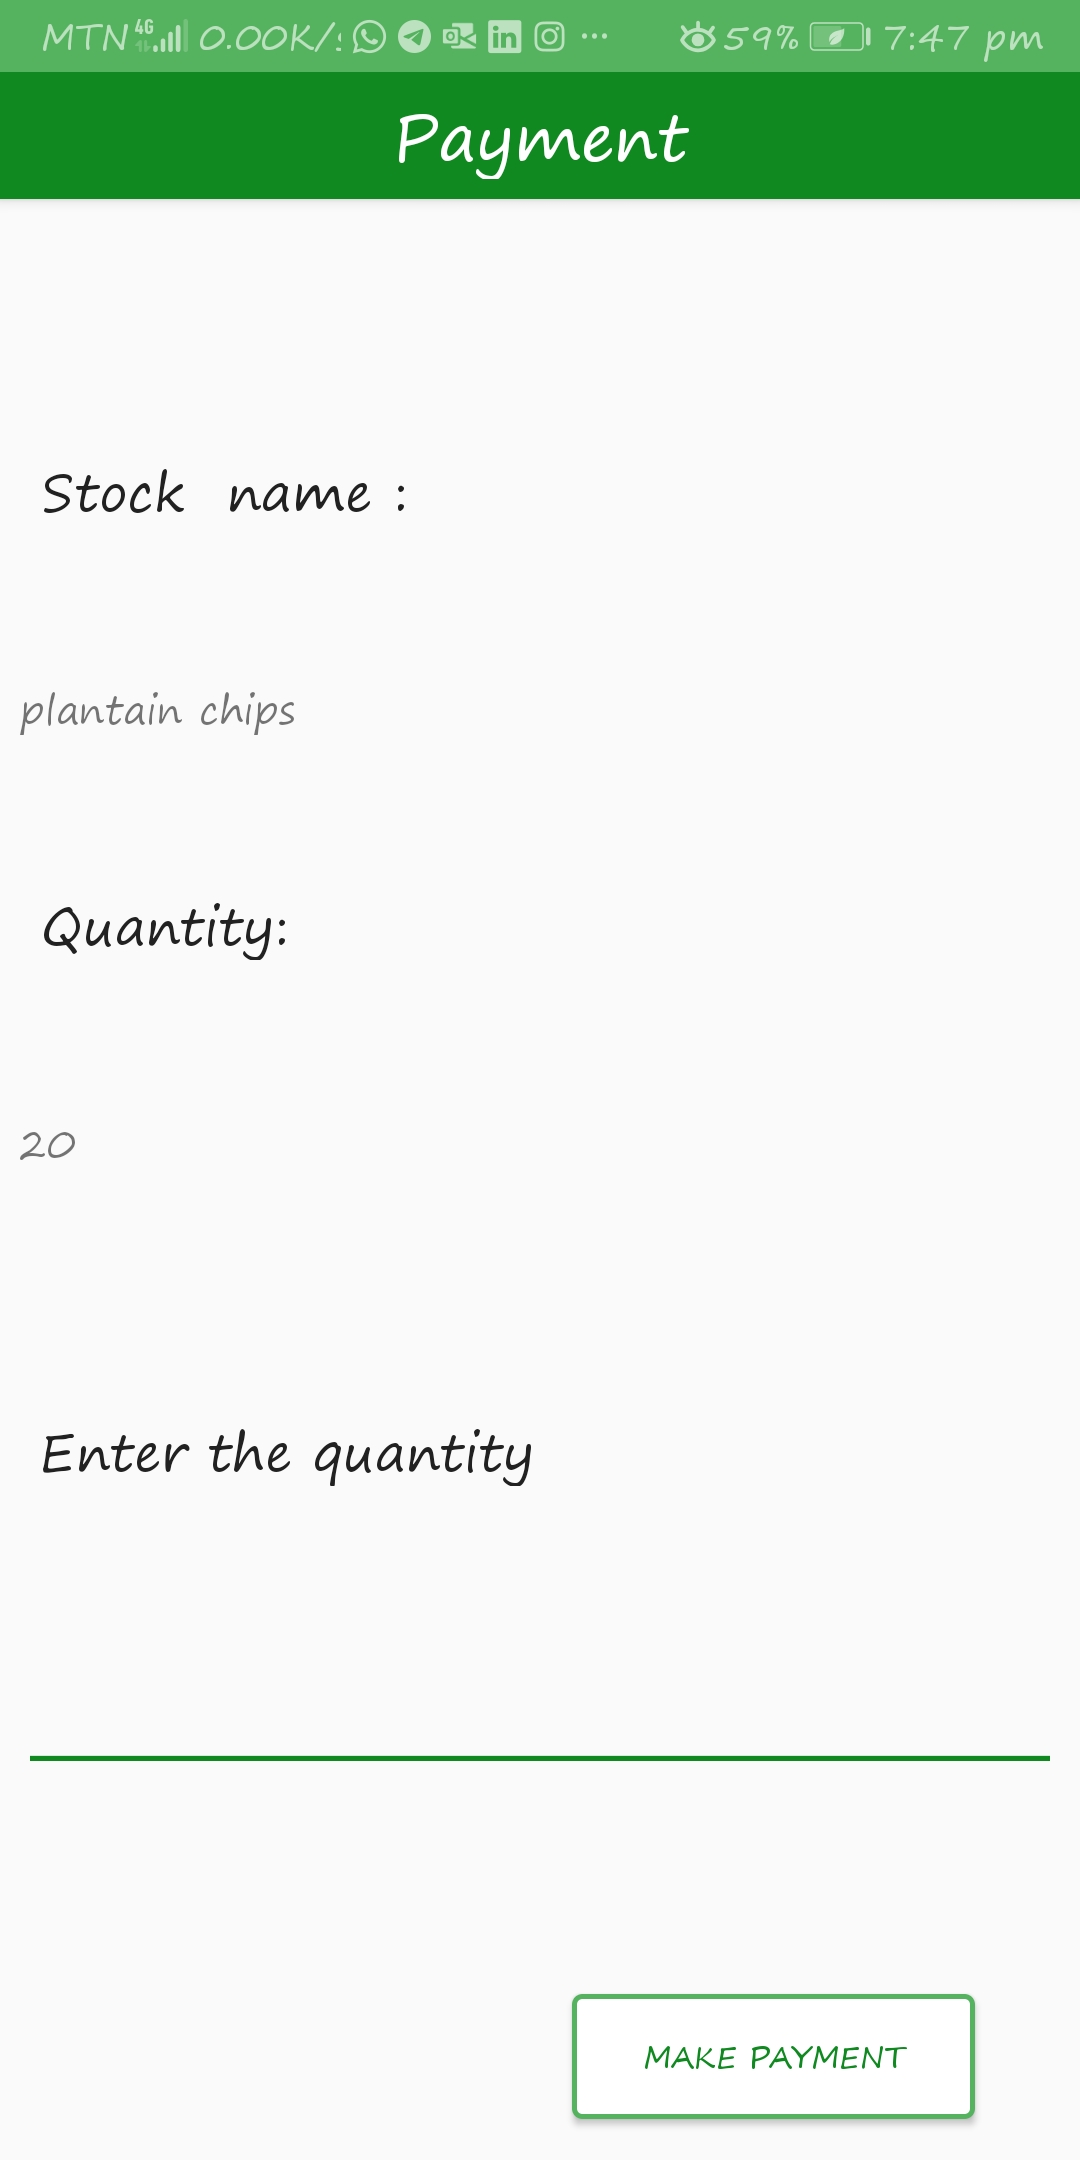 MTN 4G 0.00K/s 59% 7:47 pm
Payment
Stock name :
plantain chips
Quantity:
20
Enter the quantity
MAKE PAYMENT